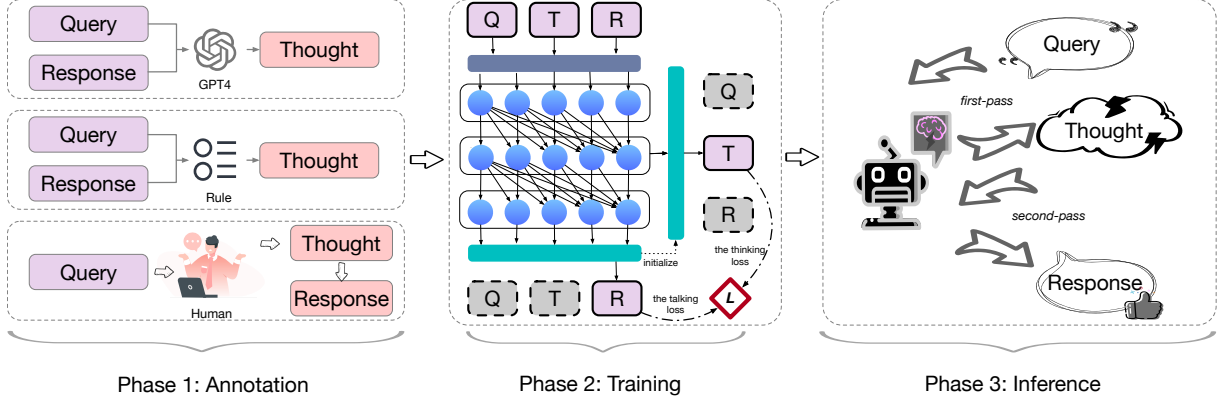 Query
Response
GPT4
Thought
Query
Response
Rule
Thought
Query
Human
Thought
Response
Phase 1: Annotation
Q
T
R
Q
T
R
initialize
the thinking
loss
Q
T
R
the talking
loss
L
Phase 2: Training
Query
first-pass
Thought
second-pass
Response
Phase 3: Inference